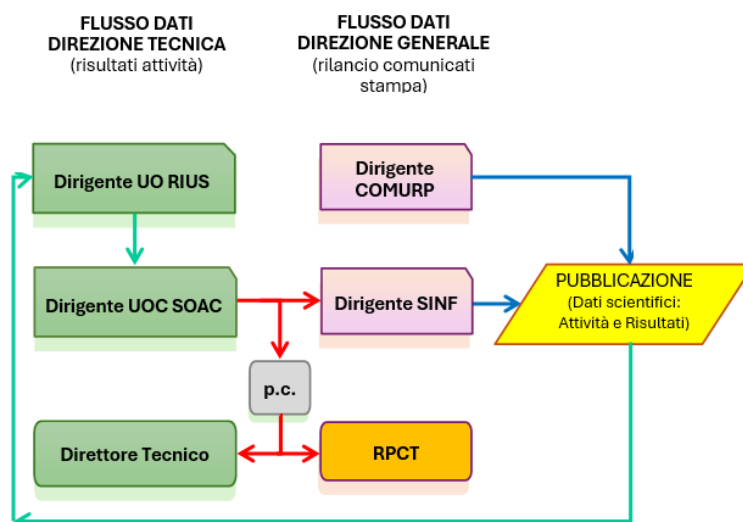 FLUSSO DATI
DIREZIONE TECNICA
(risultati attività)
FLUSSO DATI
DIREZIONE GENERALE
(rilancio comunicati
stampa)
Dirigente UO RIUS
Dirigente
COMURP
Dirigente UOC SOAC
Dirigente SINF
PUBBLICAZIONE
(Dati scientifici:
Attività e Risultati)
p.c.
Direttore Tecnico
RPCT